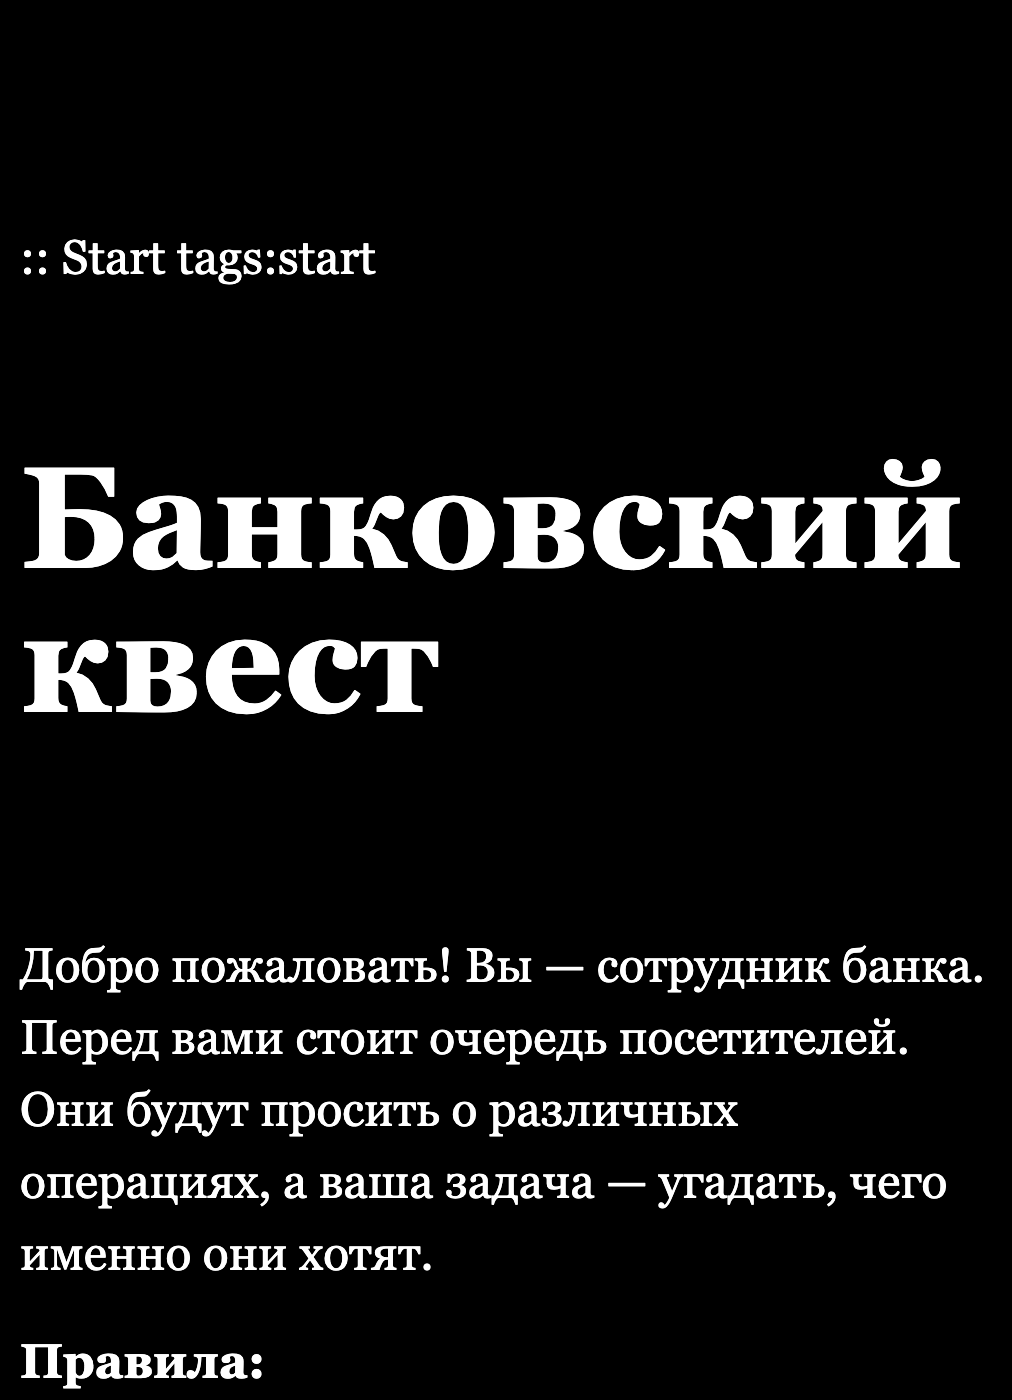 :: Start tags:start
Банковский
квест
Добро пожаловать! Вы — сотрудник банка.
Перед вами стоит очередь посетителей.
Они будут просить о различных
операциях, а ваша задача — угадать, чего
именно они хотят.
Правила: